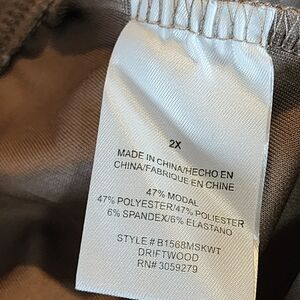 2X
MADE IN CHINA/HECHO EN
CHINA/FABRIQUE EN CHINE
47% MODAL
47% POLYESTER/47% POLIESTER
6% SPANDEX/6% ELASTANO
STYLE # B1568MSKWT
DRIFTWOOD
RN# 3059279